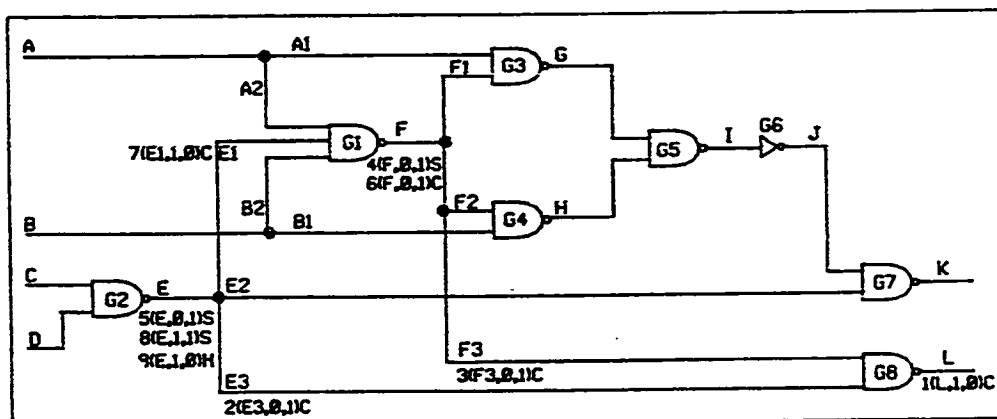 A
A1
G3
G
F1
A2
G6
G1
F
I
J
7(E1,1,0)C E1
G5
4(F,0,1)S
6(F,0,1)C
F2
H
B2
G4
B
B1
C
K
E
E2
G7
G2
5(E,0,1)S
D
8(E,1,1)S
9(E,1,0)H
F3
L
3(F3,0,1)C
G8
E3
1(L,1,0)C
2(E3,0,1)C